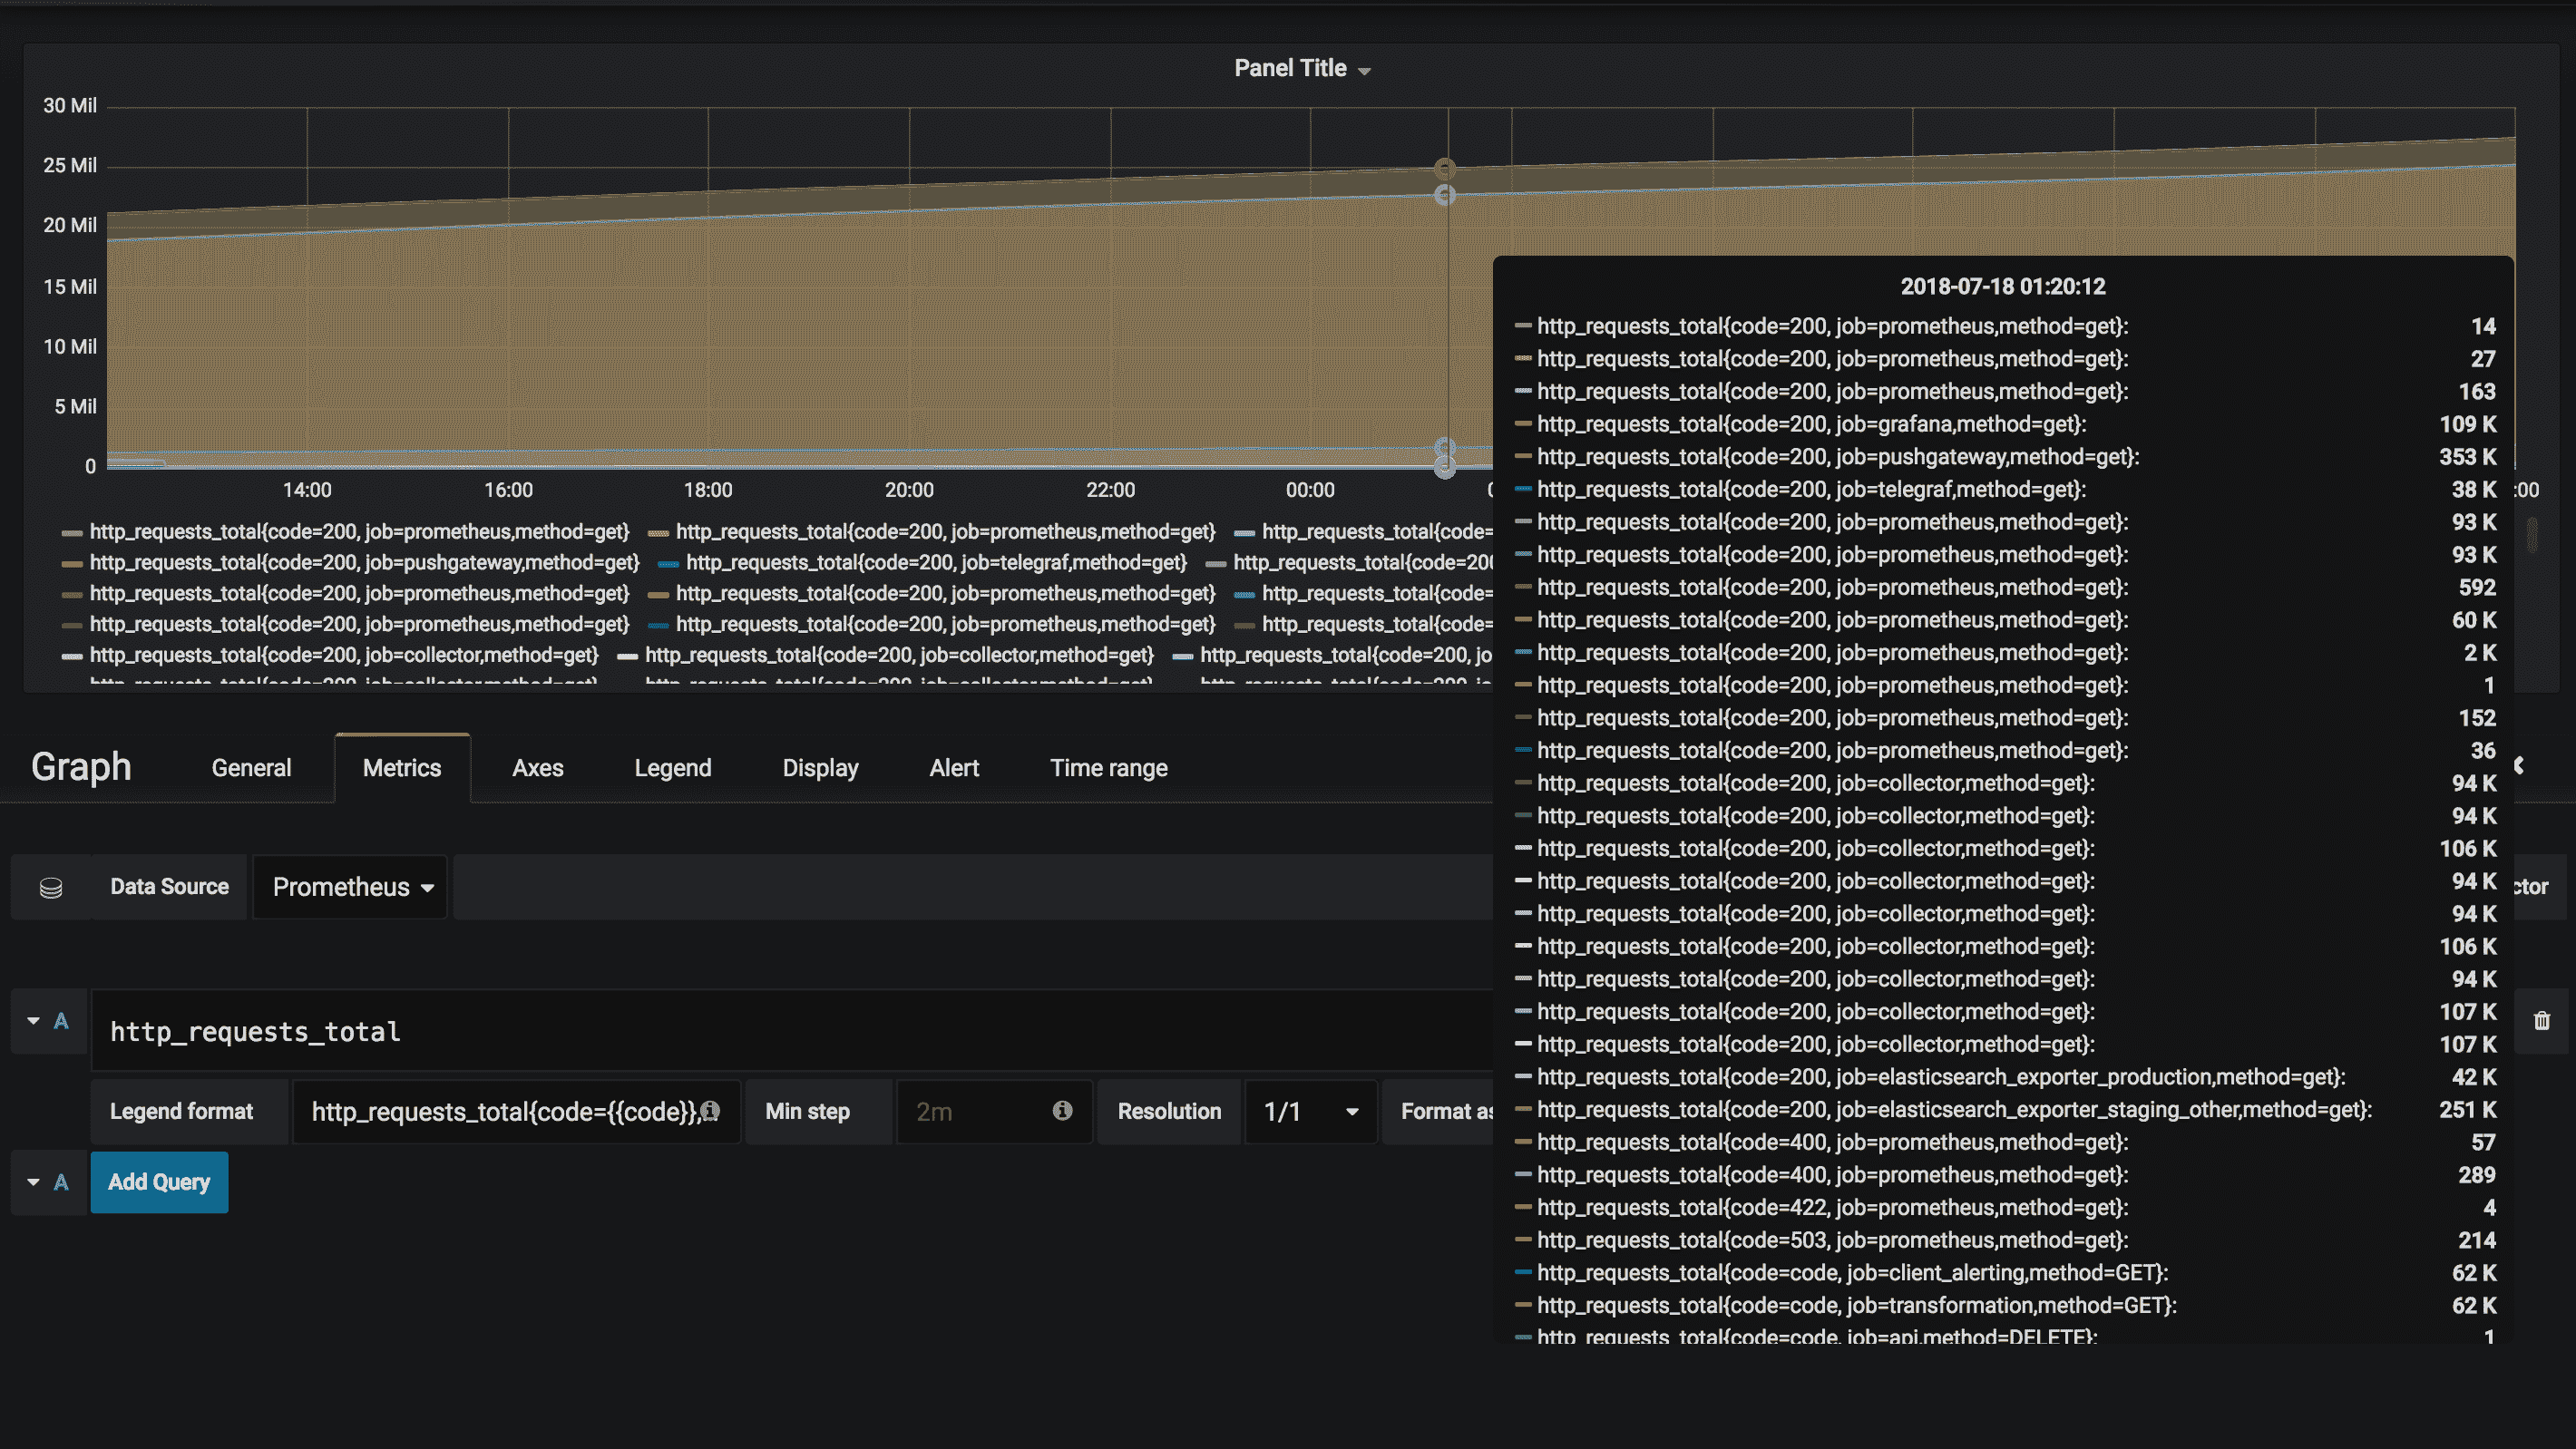 Panel Title
30 Mil
25 Mil
20 Mil
15 Mil
10 Mil
5 Mil
0
14:00 16:00 18:00 20:00 22:00 00:00 0 :00
http_requests_total{code=200, job=prometheus,method=get} http_requests_total{code=200, job=prometheus,method=get} http_requests_total{code=
http_requests_total{code=200, job=pushgateway,method=get} http_requests_total{code=200, job=telegraf,method=get} http_requests_total{code=200
http_requests_total{code=200, job=prometheus,method=get} http_requests_total{code=200, job=prometheus,method=get} http_requests_total{code=
http_requests_total{code=200, job=prometheus,method=get} http_requests_total{code=200, job=prometheus,method=get} http_requests_total{code=
http_requests_total{code=200, job=collector,method=get} http_requests_total{code=200, job=collector,method=get} http_requests_total{code=200, jo
http_requests_total{code=200, job=collector,method=get} http_requests_total{code=200, job=collector,method=get} http_requests_total{code=200, jo
2018-07-18 01:20:12
http_requests_total{code=200, job=prometheus,method=get}: 14
http_requests_total{code=200, job=prometheus,method=get}: 27
http_requests_total{code=200, job=prometheus,method=get}: 163
http_requests_total{code=200, job=grafana,method=get}: 109 K
http_requests_total{code=200, job=pushgateway,method=get}: 353 K
http_requests_total{code=200, job=telegraf,method=get}: 38 K
http_requests_total{code=200, job=prometheus,method=get}: 93 K
http_requests_total{code=200, job=prometheus,method=get}: 93 K
http_requests_total{code=200, job=prometheus,method=get}: 592
http_requests_total{code=200, job=prometheus,method=get}: 60 K
http_requests_total{code=200, job=prometheus,method=get}: 2 K
http_requests_total{code=200, job=prometheus,method=get}: 1
http_requests_total{code=200, job=prometheus,method=get}: 152
http_requests_total{code=200, job=prometheus,method=get}: 36
http_requests_total{code=200, job=collector,method=get}: 94 K
http_requests_total{code=200, job=collector,method=get}: 94 K
http_requests_total{code=200, job=collector,method=get}: 106 K
http_requests_total{code=200, job=collector,method=get}: 94 K
http_requests_total{code=200, job=collector,method=get}: 94 K
http_requests_total{code=200, job=collector,method=get}: 106 K
http_requests_total{code=200, job=collector,method=get}: 94 K
http_requests_total{code=200, job=collector,method=get}: 107 K
http_requests_total{code=200, job=collector,method=get}: 107 K
http_requests_total{code=200, job=elasticsearch_exporter_production,method=get}: 42 K
http_requests_total{code=200, job=elasticsearch_exporter_staging_other,method=get}: 251 K
http_requests_total{code=400, job=prometheus,method=get}: 57
http_requests_total{code=400, job=prometheus,method=get}: 289
http_requests_total{code=422, job=prometheus,method=get}: 4
http_requests_total{code=503, job=prometheus,method=get}: 214
http_requests_total{code=code, job=client_alerting,method=GET}: 62 K
http_requests_total{code=code, job=transformation,method=GET}: 62 K
http_requests_total{code=code, job=api,method=DELETE}: 1
Graph General Metrics Axes Legend Display Alert Time range
Data Source Prometheus ctor
A http_requests_total
Legend format http_requests_total{code={{code}}, Min step 2m Resolution 1/1 Format as
A Add Query